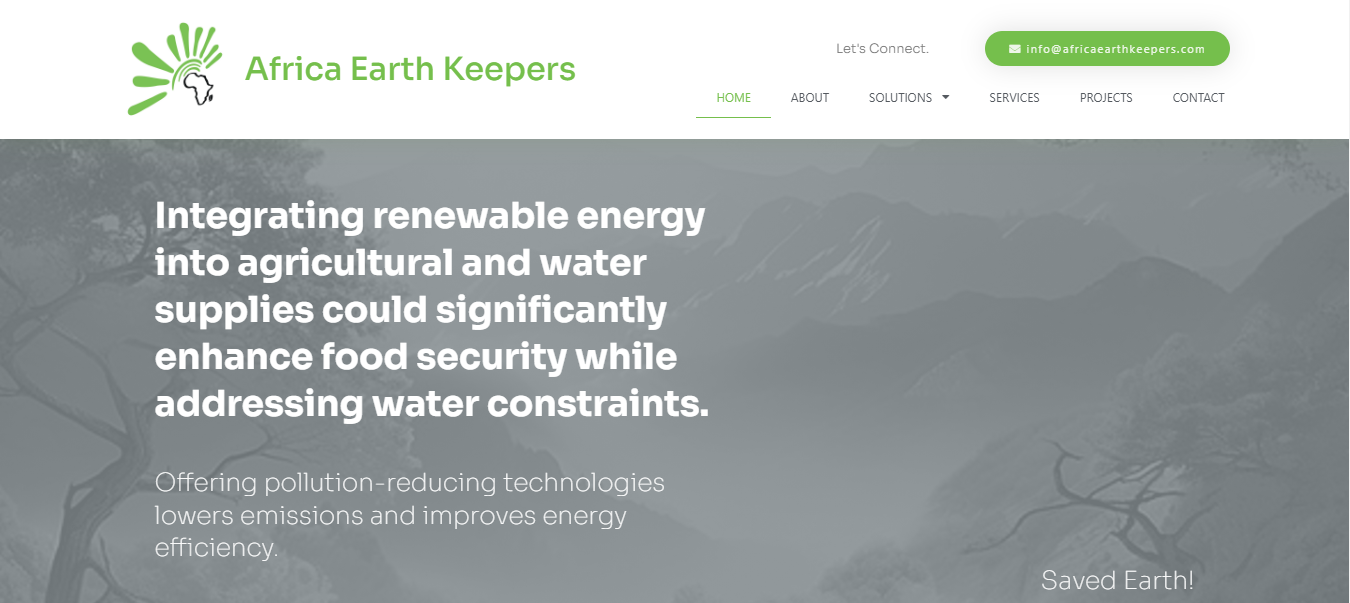 Africa Earth Keepers
Let's Connect.
info@africaearthkeepers.com
HOME ABOUT SOLUTIONS SERVICES PROJECTS CONTACT
Integrating renewable energy
into agricultural and water
supplies could significantly
enhance food security while
addressing water constraints.
Offering pollution-reducing technologies
lowers emissions and improves energy
efficiency.
Saved Earth!